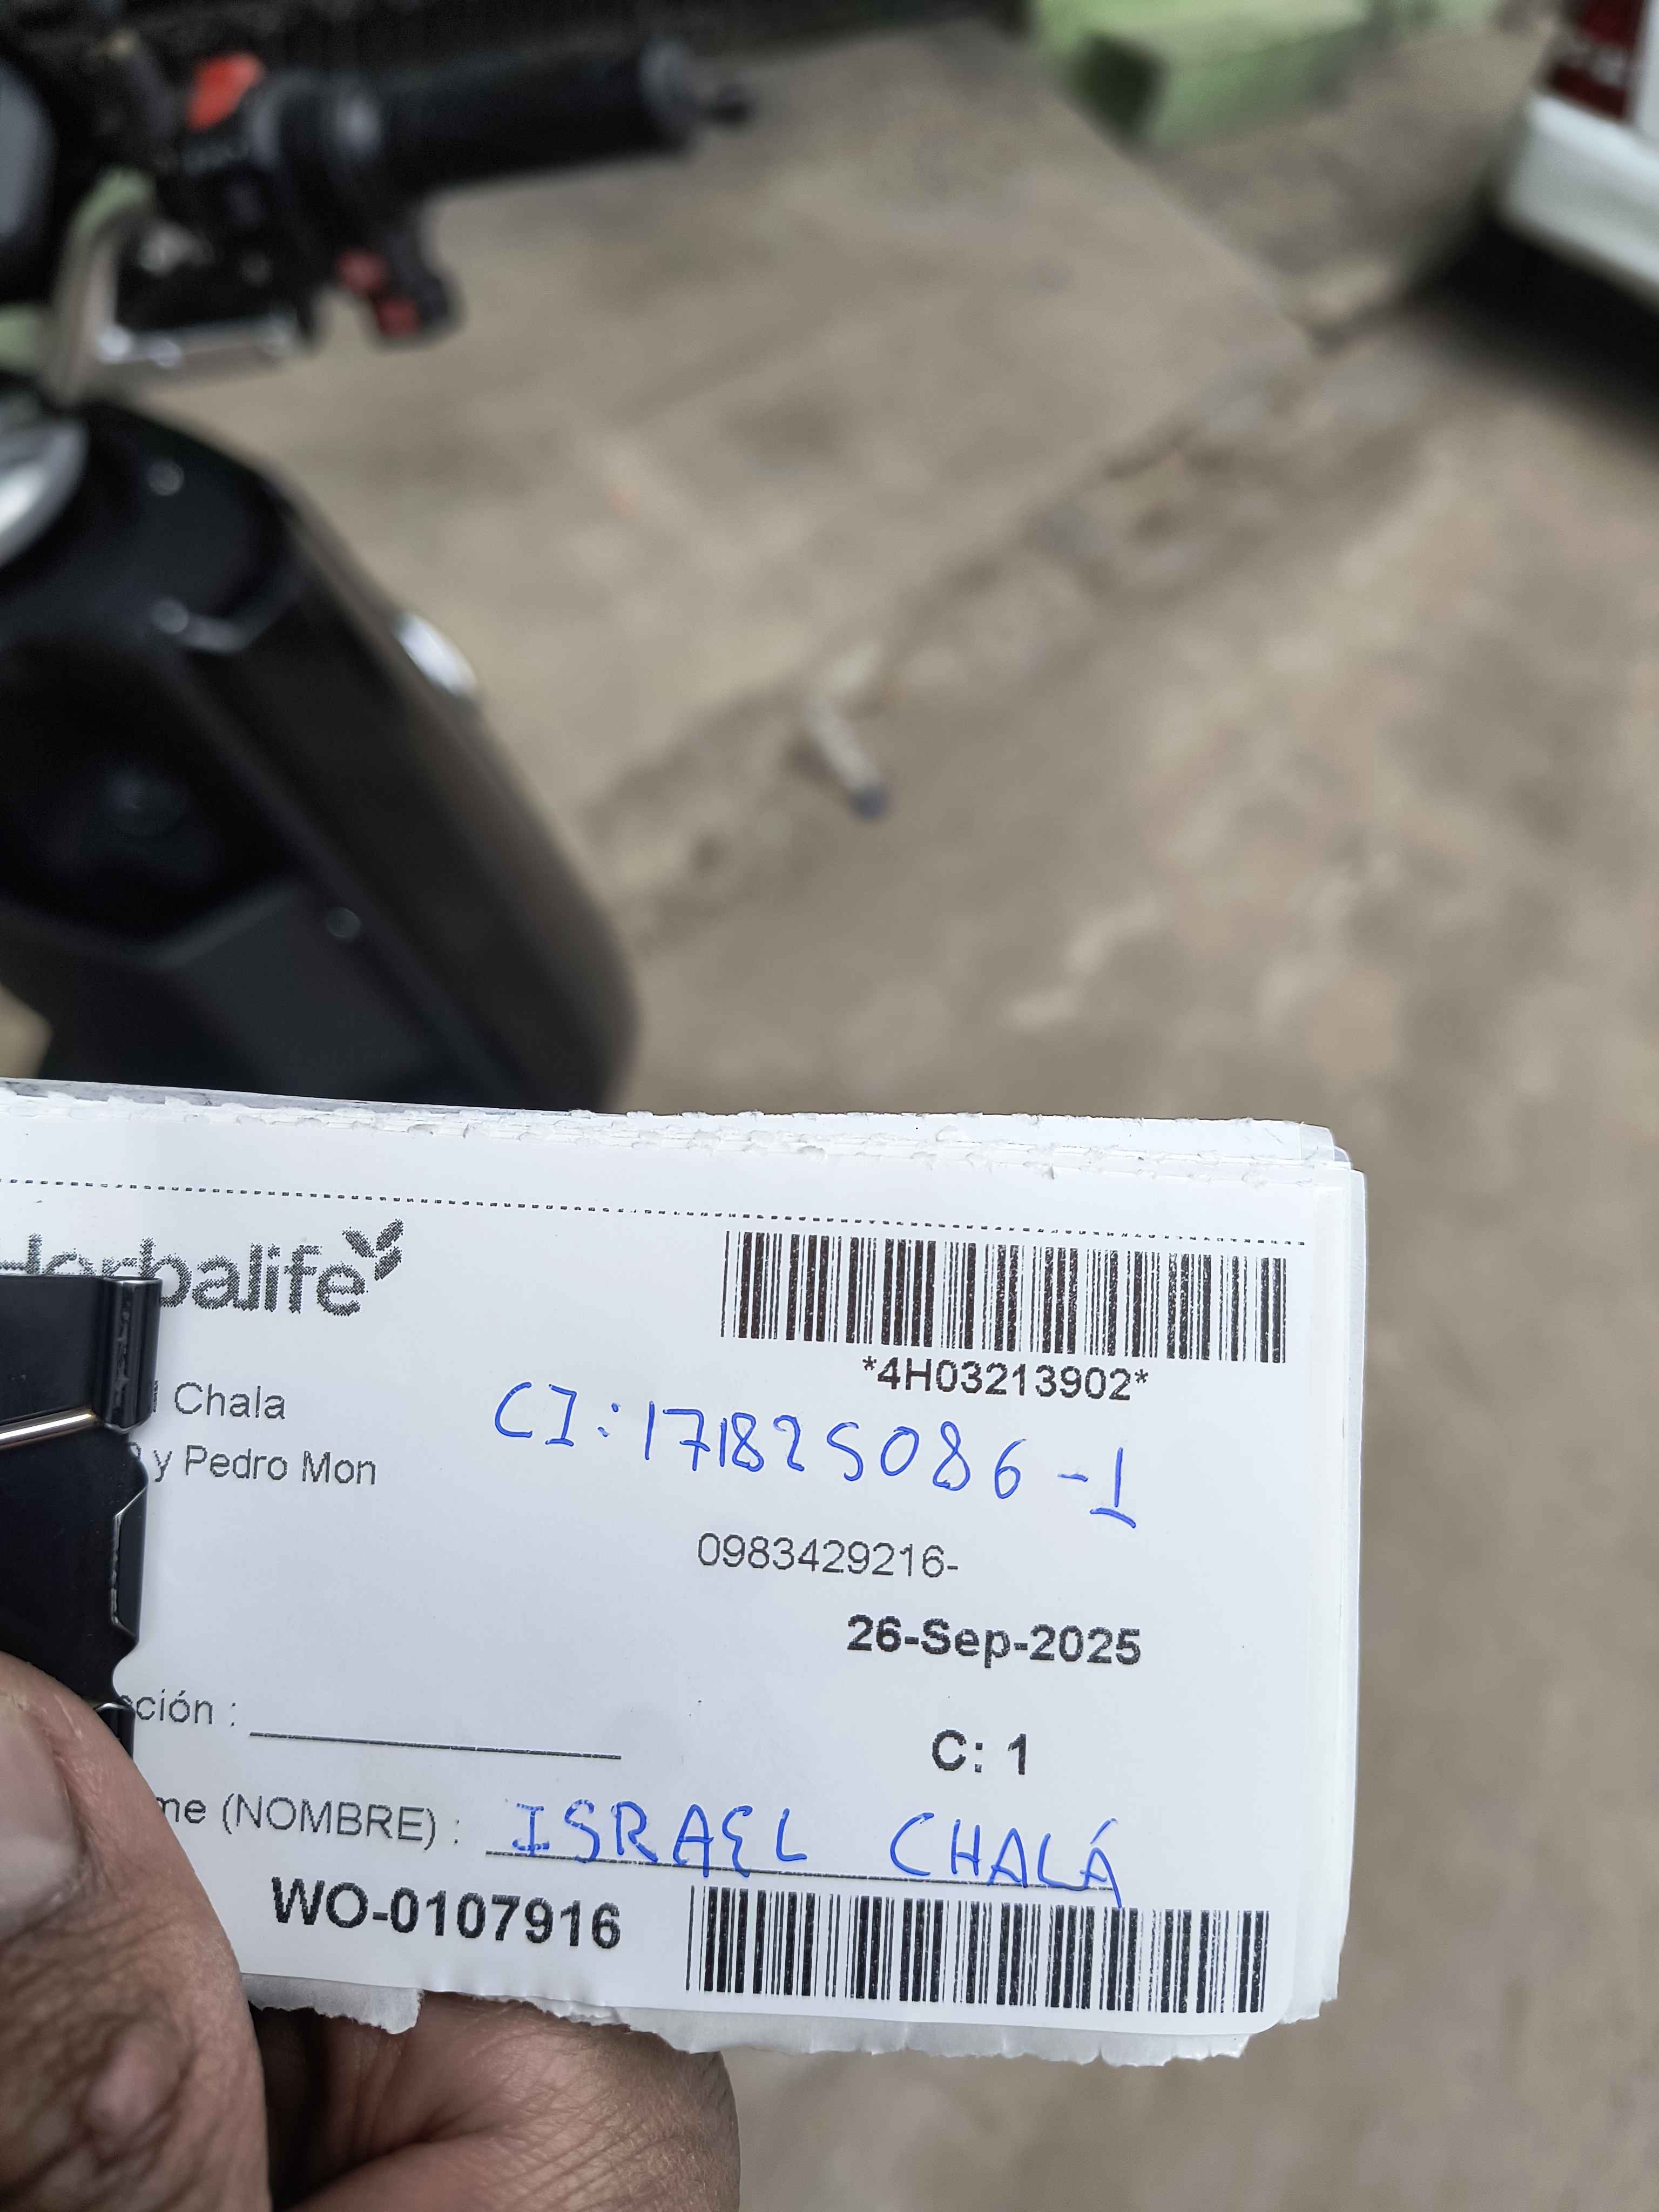 Herbalife
*4H03213902*
Chala
CI: 171825086-1
y Pedro Mon
0983429216-
26-Sep-2025
ción :
C: 1
me (NOMBRE) : ISRAEL CHALÁ
WO-0107916